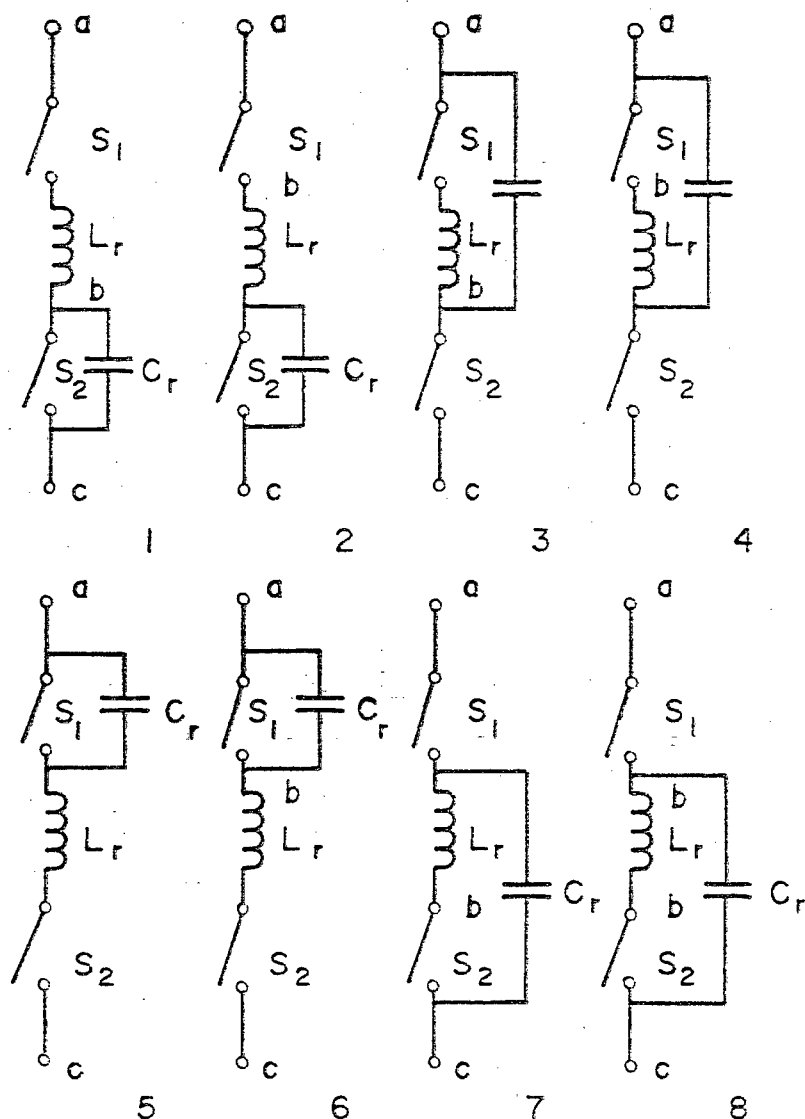 a a a a
S₁ S₁ S₁ S₁
b b
Lᵣ Lᵣ Lᵣ Lᵣ
b b
S₂ Cᵣ S₂ Cᵣ S₂ S₂
c c c c
1 2 3 4
a a a a
S₁ Cᵣ S₁ Cᵣ S₁ S₁
b b
Lᵣ Lᵣ Lᵣ Lᵣ
b Cᵣ b Cᵣ
S₂ S₂ S₂ S₂
c c c c
5 6 7 8